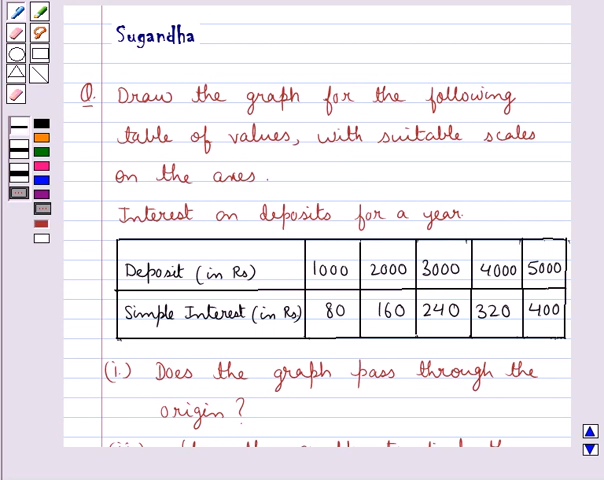 Sugandha
Q. Draw the graph for the following
table of values, with suitable scales
on the axes.
Interest on deposits for a year.
Deposit (in Rs) 1000 2000 3000 4000 5000
Simple Interest (in Rs) 80 160 240 320 400
(i.) Does the graph pass through the
origin?